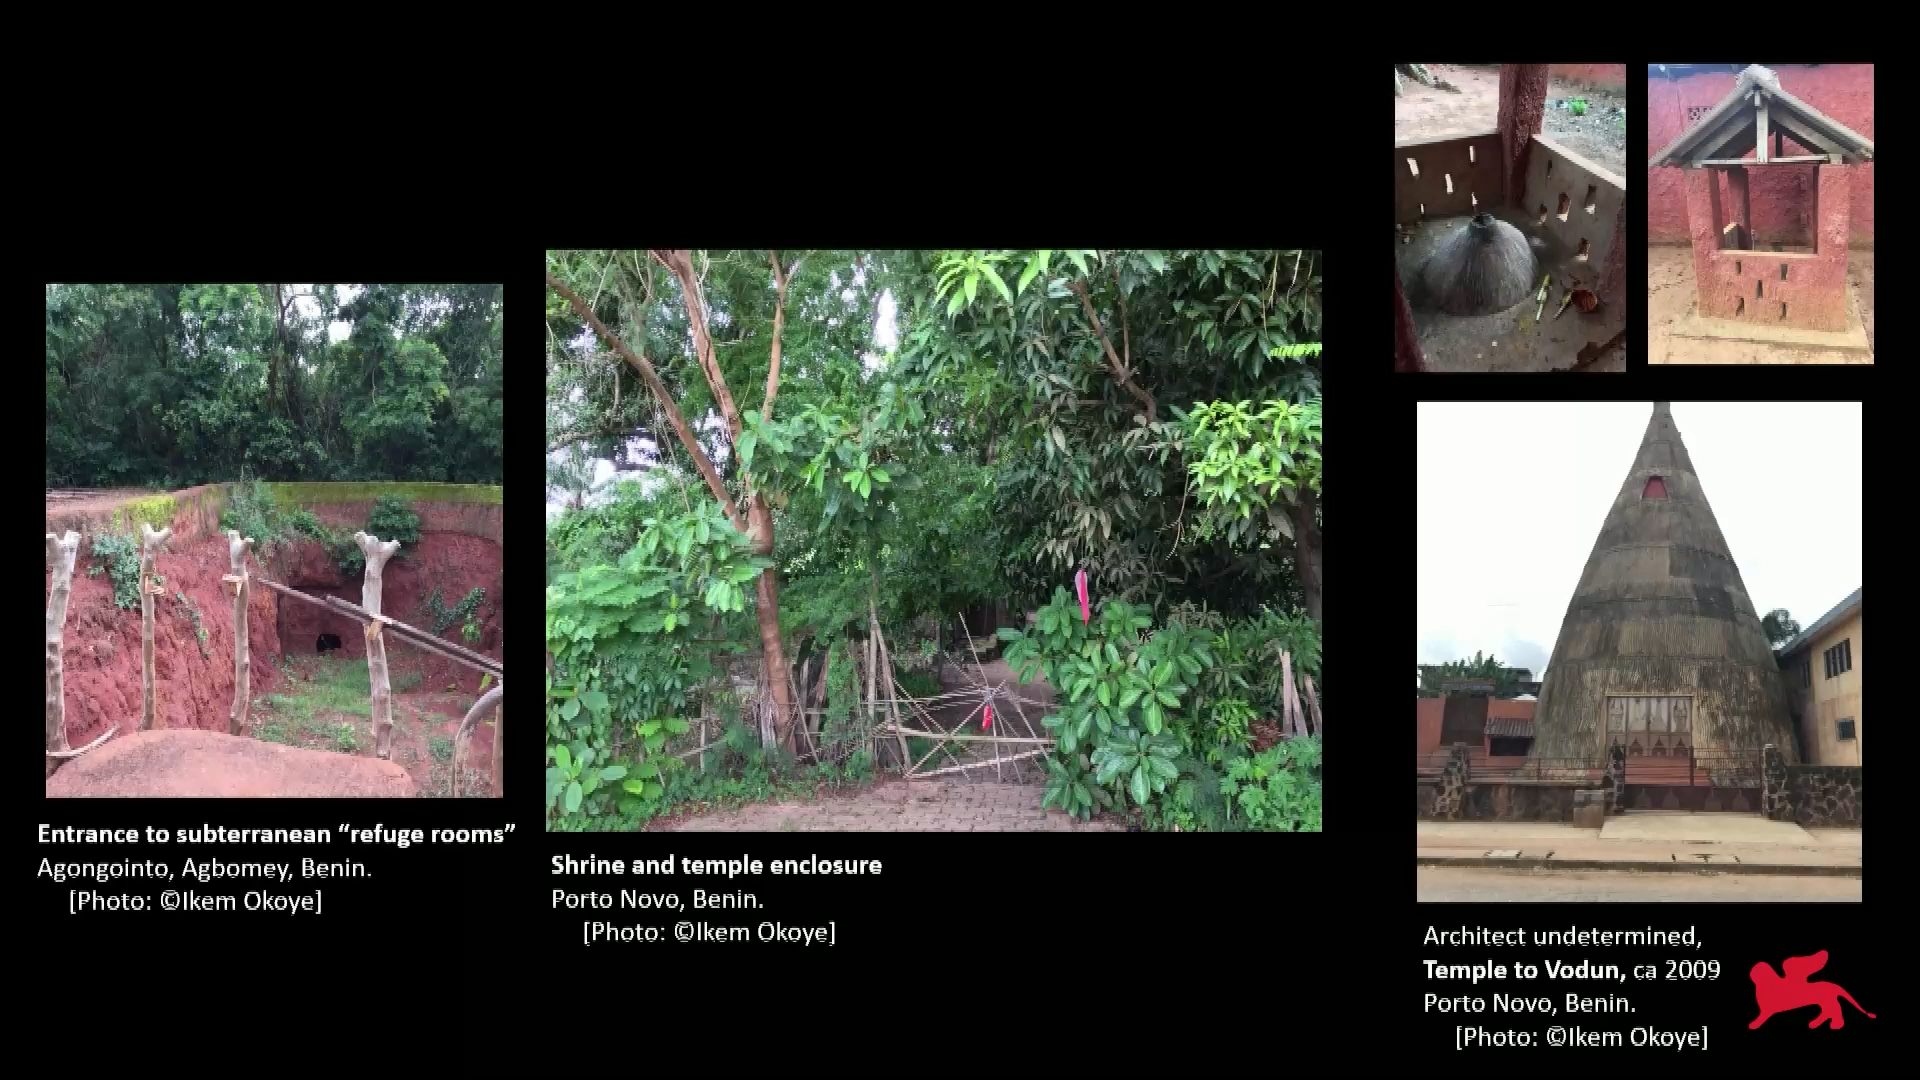 Entrance to subterranean “refuge rooms”
Agongointo, Agbomey, Benin.
[Photo: ©Ikem Okoye]
Shrine and temple enclosure
Porto Novo, Benin.
[Photo: ©Ikem Okoye]
Architect undetermined,
Temple to Vodun, ca 2009
Porto Novo, Benin.
[Photo: ©Ikem Okoye]